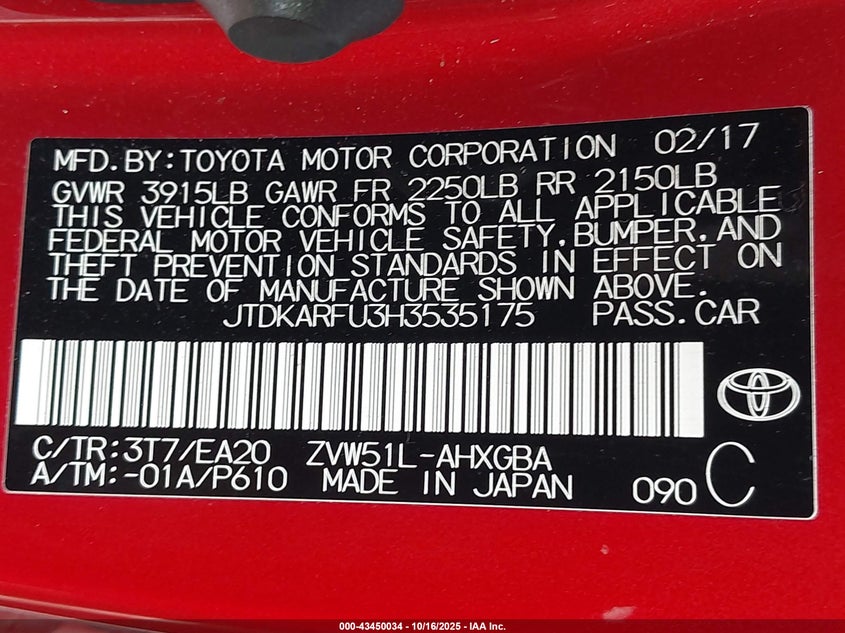 MFD.BY:TOYOTA MOTOR CORPORATION 02/17
GVWR 3915LB GAWR FR 2250LB RR 2150LB
THIS VEHICLE CONFORMS TO ALL APPLICABLE
FEDERAL MOTOR VEHICLE SAFETY,BUMPER,AND
THEFT PREVENTION STANDARDS IN EFFECT ON
THE DATE OF MANUFACTURE SHOWN ABOVE.
JTDKARFU3H3535175 PASS.CAR
C/TR:3T7/EA20 ZVW51L-AHXGBA
A/TM:-01A/P610 MADE IN JAPAN 090 C
000-43450034 - 10/16/2025 - IAA Inc.